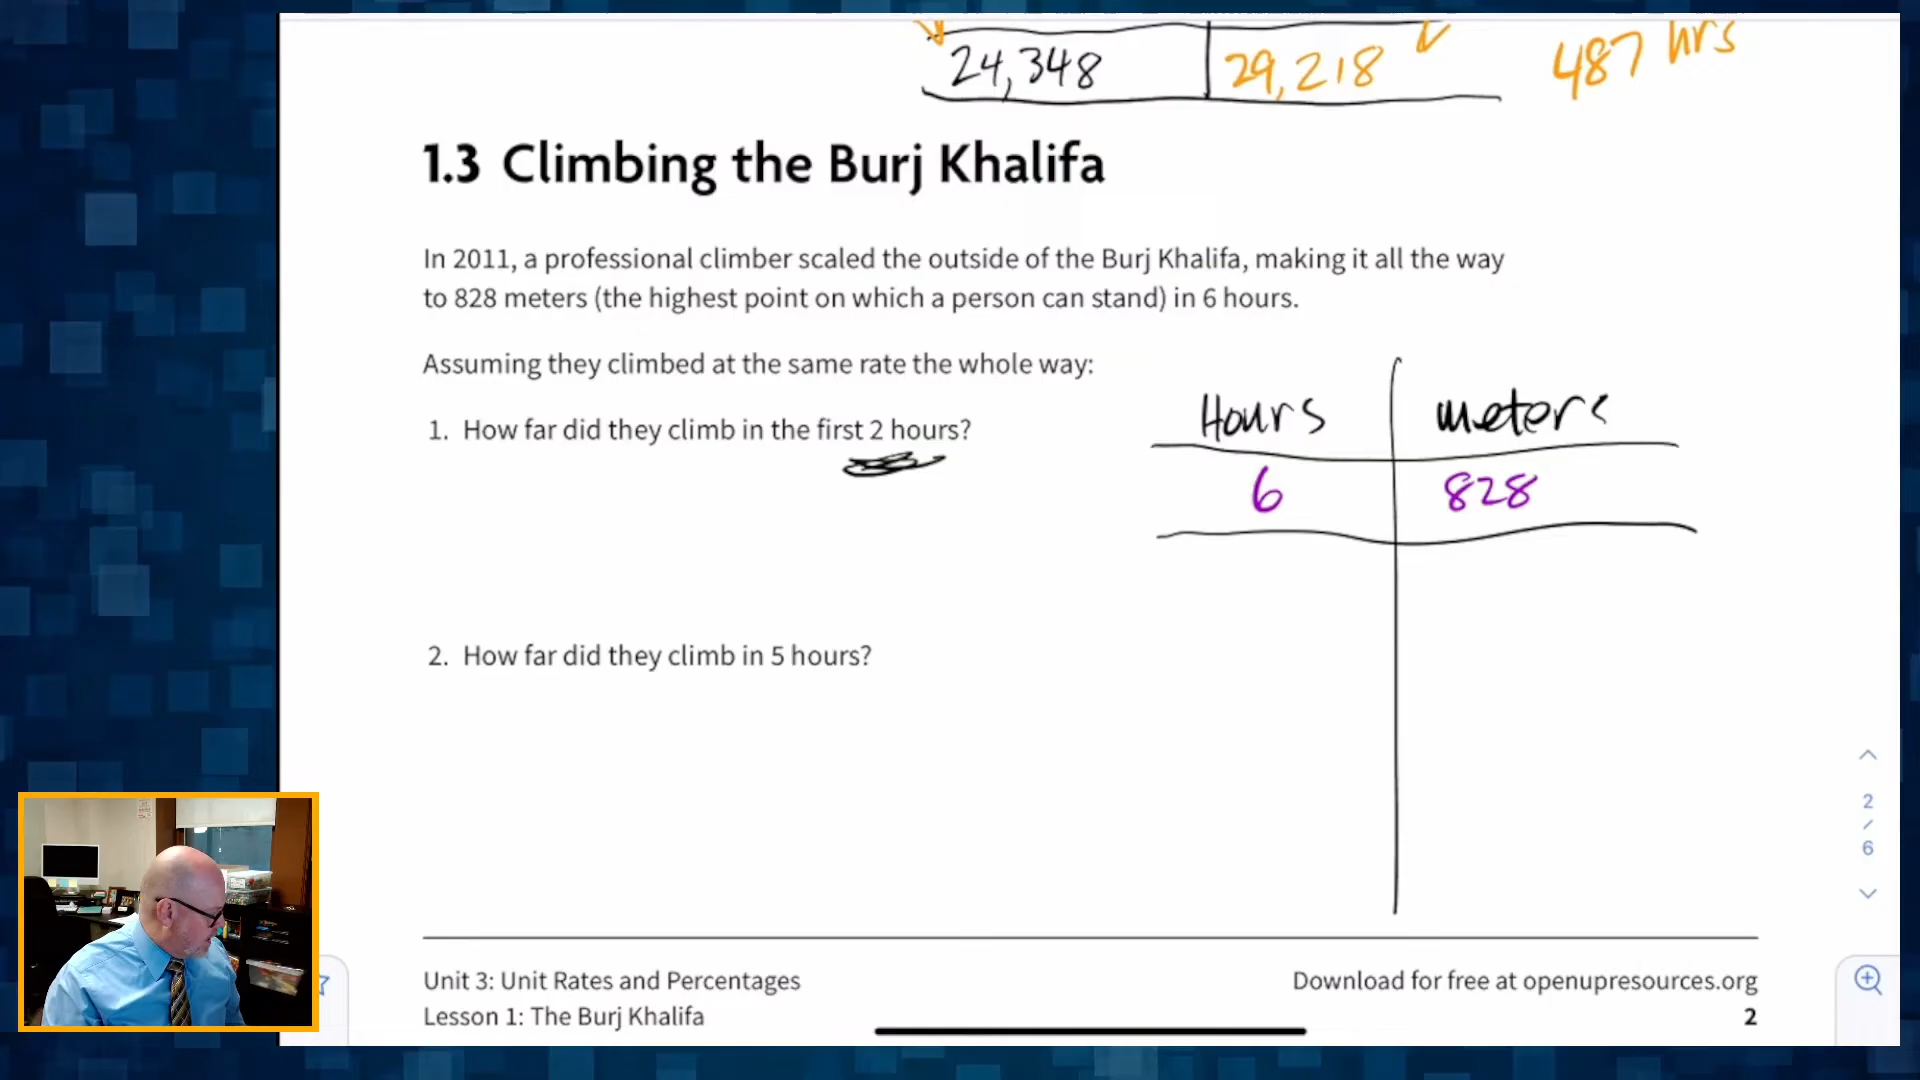 24,348 29,218 487 hrs
1.3 Climbing the Burj Khalifa
In 2011, a professional climber scaled the outside of the Burj Khalifa, making it all the way
to 828 meters (the highest point on which a person can stand) in 6 hours.
Assuming they climbed at the same rate the whole way:
Hours meters
1. How far did they climb in the first 2 hours?
6 828
2. How far did they climb in 5 hours?
2
/
6
Unit 3: Unit Rates and Percentages Download for free at openupresources.org
Lesson 1: The Burj Khalifa 2